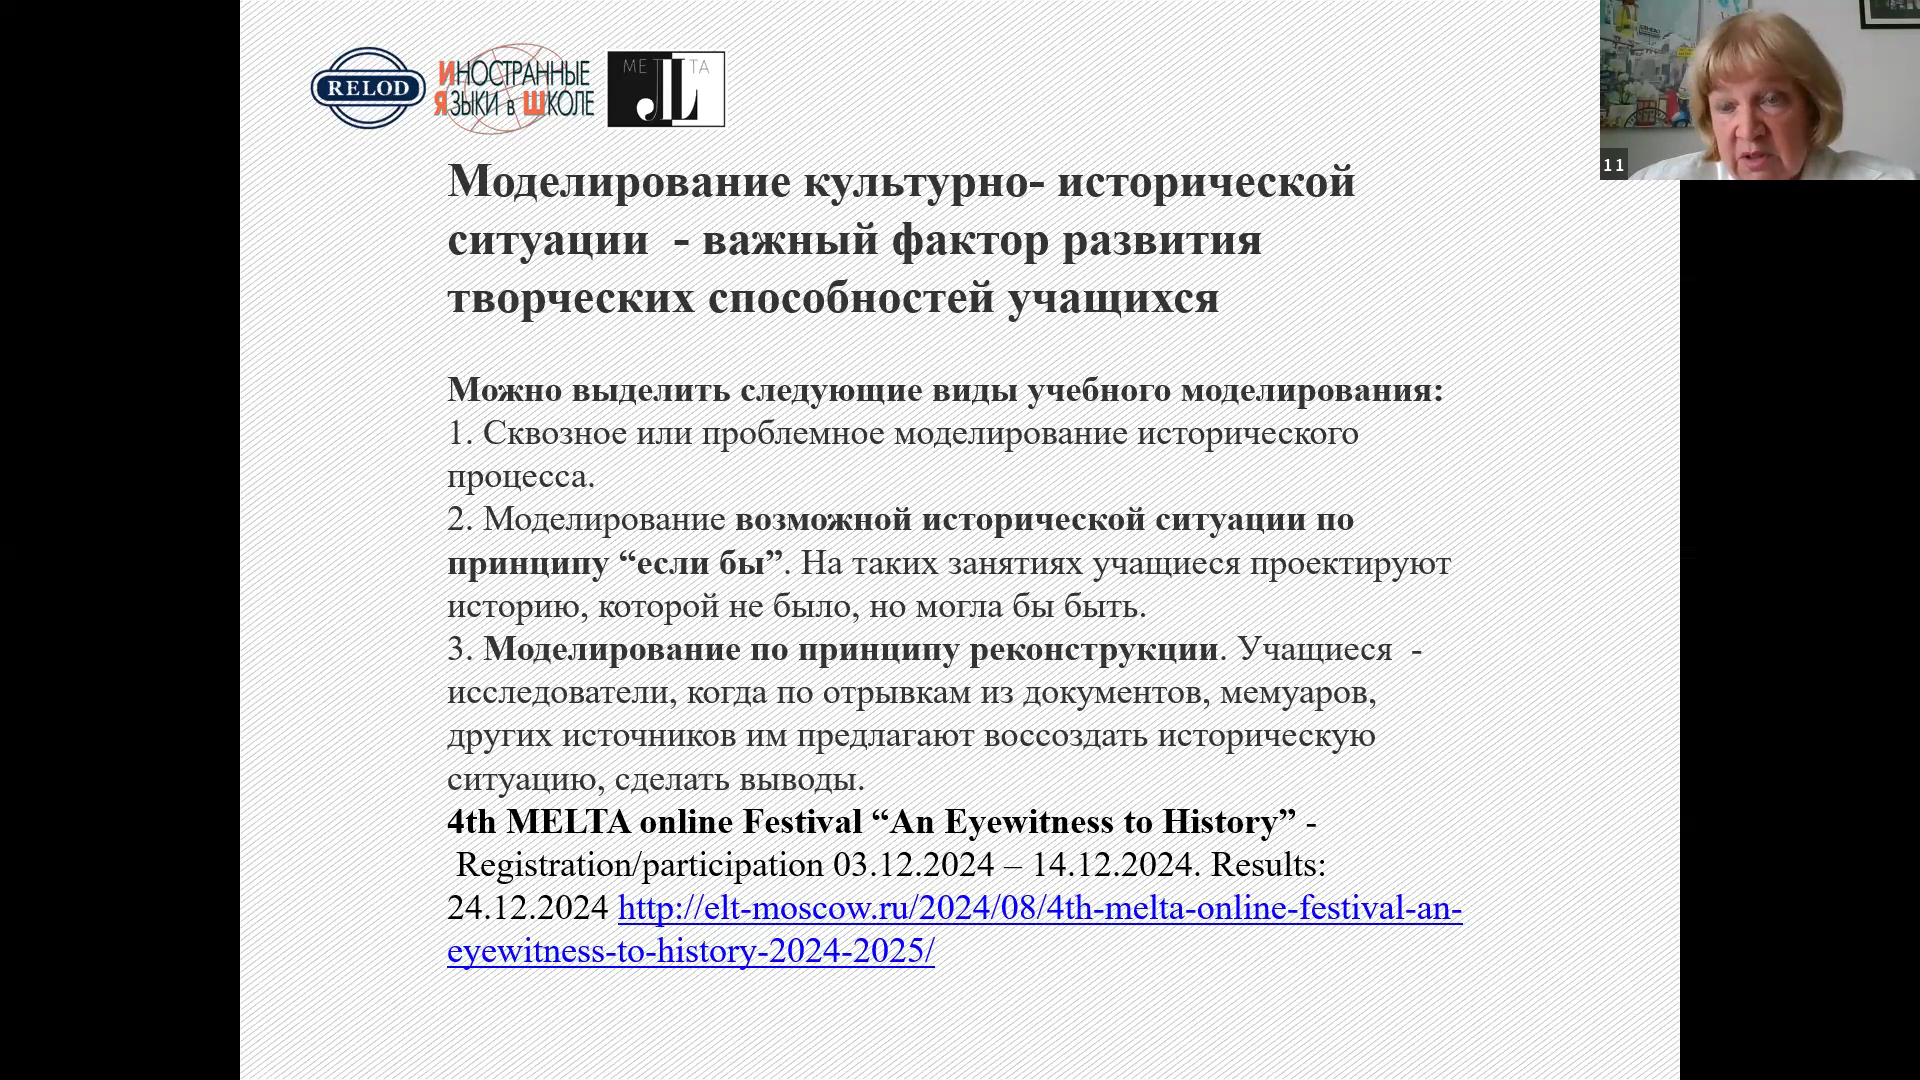 RELOD
ИНОСТРАННЫЕ
ЯЗЫКИ в ШКОЛЕ
ME TA
JL
11
Моделирование культурно- исторической
ситуации - важный фактор развития
творческих способностей учащихся
Можно выделить следующие виды учебного моделирования:
1. Сквозное или проблемное моделирование исторического
процесса.
2. Моделирование возможной исторической ситуации по
принципу “если бы”. На таких занятиях учащиеся проектируют
историю, которой не было, но могла бы быть.
3. Моделирование по принципу реконструкции. Учащиеся -
исследователи, когда по отрывкам из документов, мемуаров,
других источников им предлагают воссоздать историческую
ситуацию, сделать выводы.
4th MELTA online Festival “An Eyewitness to History” -
Registration/participation 03.12.2024 – 14.12.2024. Results:
24.12.2024 http://elt-moscow.ru/2024/08/4th-melta-online-festival-an-
eyewitness-to-history-2024-2025/